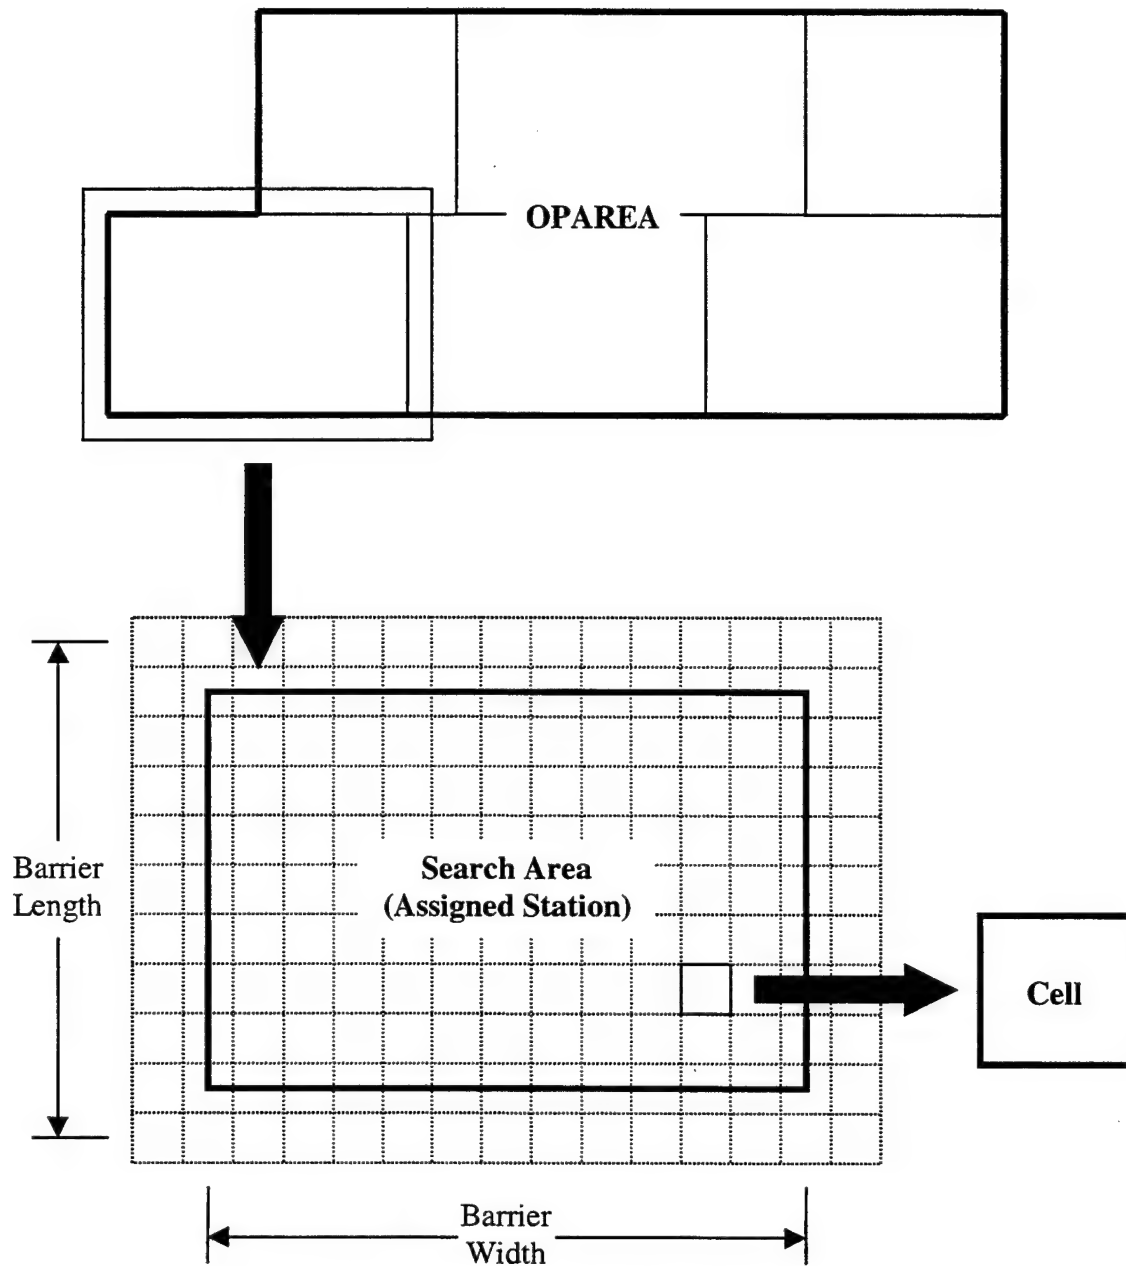 OPAREA
Barrier
Length
Search Area
(Assigned Station)
Cell
Barrier
Width